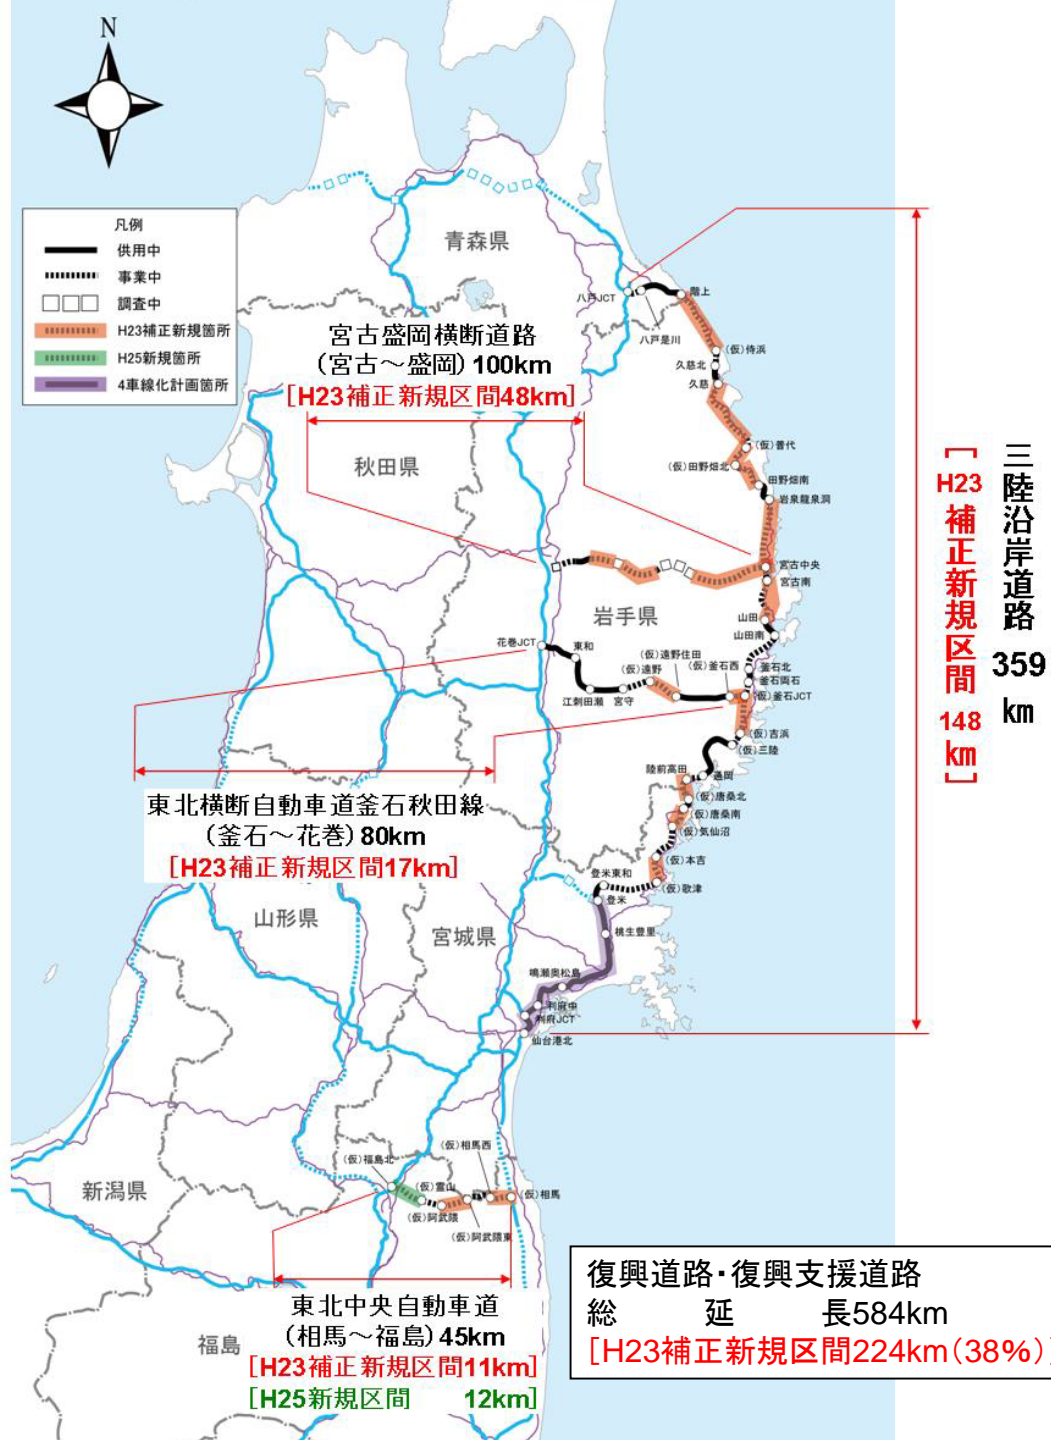 N
凡例
供用中
事業中
調査中
H23補正新規箇所
H25新規箇所
4車線化計画箇所
青森県
八戸JCT
階上
八戸是川
(仮)侍浜
久慈北
久慈
宮古盛岡横断道路
(宮古～盛岡)100km
[H23補正新規区間48km]
秋田県
(仮)普代
(仮)田野畑北
田野畑南
岩泉龍泉洞
三陸沿岸道路 359km
[H23補正新規区間 148km]
宮古中央
宮古南
岩手県
山田
山田南
花巻JCT
東和
(仮)遠野住田
(仮)遠野
(仮)釜石西
釜石北
釜石両石
(仮)釜石JCT
江刺田瀬
宮守
(仮)吉浜
(仮)三陸
陸前高田
通岡
(仮)唐桑北
(仮)唐桑南
(仮)気仙沼
東北横断自動車道釜石秋田線
(釜石～花巻)80km
[H23補正新規区間17km]
(仮)本吉
登米東和
(仮)歌津
登米
山形県
宮城県
桃生豊里
鳴瀬奥松島
利府中
利府JCT
仙台港北
(仮)相馬西
(仮)福島北
新潟県
(仮)霊山
(仮)相馬
(仮)阿武隈
(仮)阿武隈東
東北中央自動車道
(相馬～福島)45km
[H23補正新規区間11km]
[H25新規区間 12km]
福島
復興道路・復興支援道路
総 延 長584km
[H23補正新規区間224km(38%)]